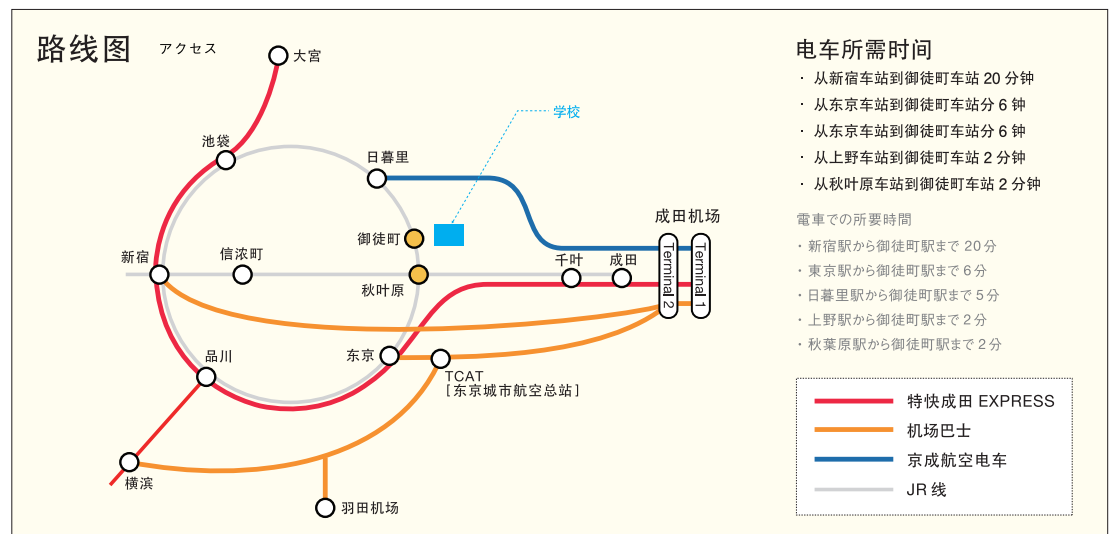 路线图 アクセス
大宮
池袋
日暮里
学校
御徒町
新宿
信浓町
秋叶原
千叶
成田
成田机场
Terminal 2
Terminal 1
品川
东京
TCAT
［东京城市航空总站］
横滨
羽田机场
电车所需时间
· 从新宿车站到御徒町车站 20 分钟
· 从东京车站到御徒町车站分 6 钟
· 从东京车站到御徒町车站分 6 钟
· 从上野车站到御徒町车站 2 分钟
· 从秋叶原车站到御徒町车站 2 分钟
電車での所要時間
・新宿駅から御徒町駅まで 20 分
・東京駅から御徒町駅まで 6 分
・日暮里駅から御徒町駅まで 5 分
・上野駅から御徒町駅まで 2 分
・秋葉原駅から御徒町駅まで 2 分
特快成田 EXPRESS
机场巴士
京成航空电车
JR 线